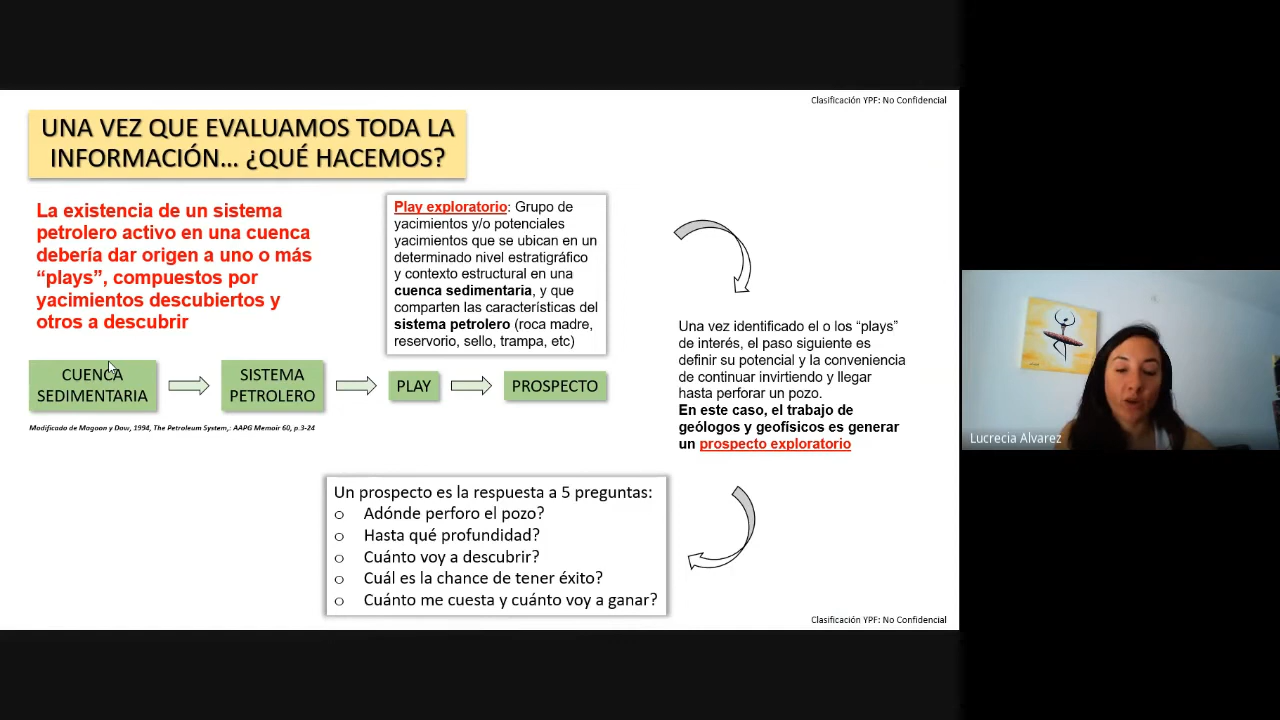 Clasificación YPF: No Confidencial
UNA VEZ QUE EVALUAMOS TODA LA
INFORMACIÓN... ¿QUÉ HACEMOS?
La existencia de un sistema
petrolero activo en una cuenca
debería dar origen a uno o más
“plays”, compuestos por
yacimientos descubiertos y
otros a descubrir
Play exploratorio: Grupo de
yacimientos y/o potenciales
yacimientos que se ubican en un
determinado nivel estratigráfico
y contexto estructural en una
cuenca sedimentaria, y que
comparten las características del
sistema petrolero (roca madre,
reservorio, sello, trampa, etc)
CUENCA
SEDIMENTARIA
SISTEMA
PETROLERO
PLAY
PROSPECTO
Modificado de Magoon y Dow, 1994, The Petroleum System,: AAPG Memoir 60, p.3-24
Una vez identificado el o los “plays”
de interés, el paso siguiente es
definir su potencial y la conveniencia
de continuar invirtiendo y llegar
hasta perforar un pozo.
En este caso, el trabajo de
geólogos y geofísicos es generar
un prospecto exploratorio
Un prospecto es la respuesta a 5 preguntas:
o Adónde perforo el pozo?
o Hasta qué profundidad?
o Cuánto voy a descubrir?
o Cuál es la chance de tener éxito?
o Cuánto me cuesta y cuánto voy a ganar?
Clasificación YPF: No Confidencial
Lucrecia Alvarez